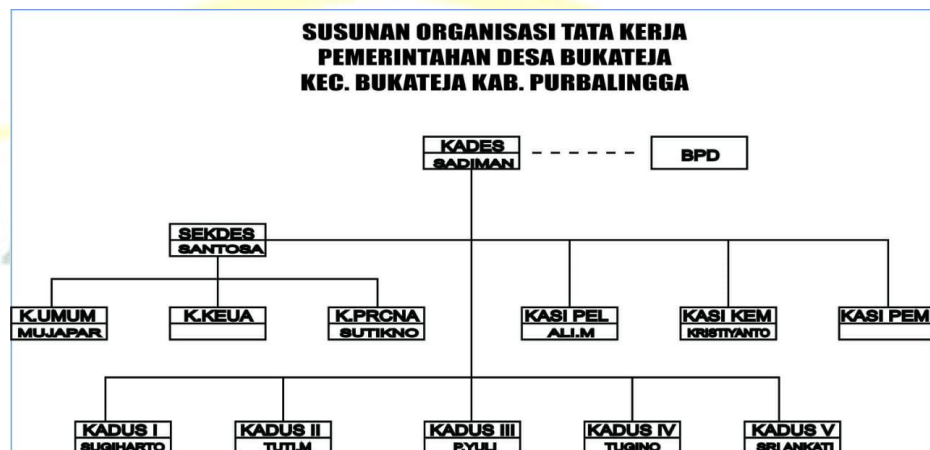 SUSUNAN ORGANISASI TATA KERJA
PEMERINTAHAN DESA BUKATEJA
KEC. BUKATEJA KAB. PURBALINGGA
KADES
SADIMAN
BPD
SEKDES
SANTOSA
K.UMUM
MUJAPAR
K.KEUA
K.PRCNA
SUTIKNO
KASI PEL
ALI.M
KASI KEM
KRISTIYANTO
KASI PEM
KADUS I
SUGIHARTO
KADUS II
TUTI.M
KADUS III
P.YULI
KADUS IV
TUGINO
KADUS V
SRI ANKATI